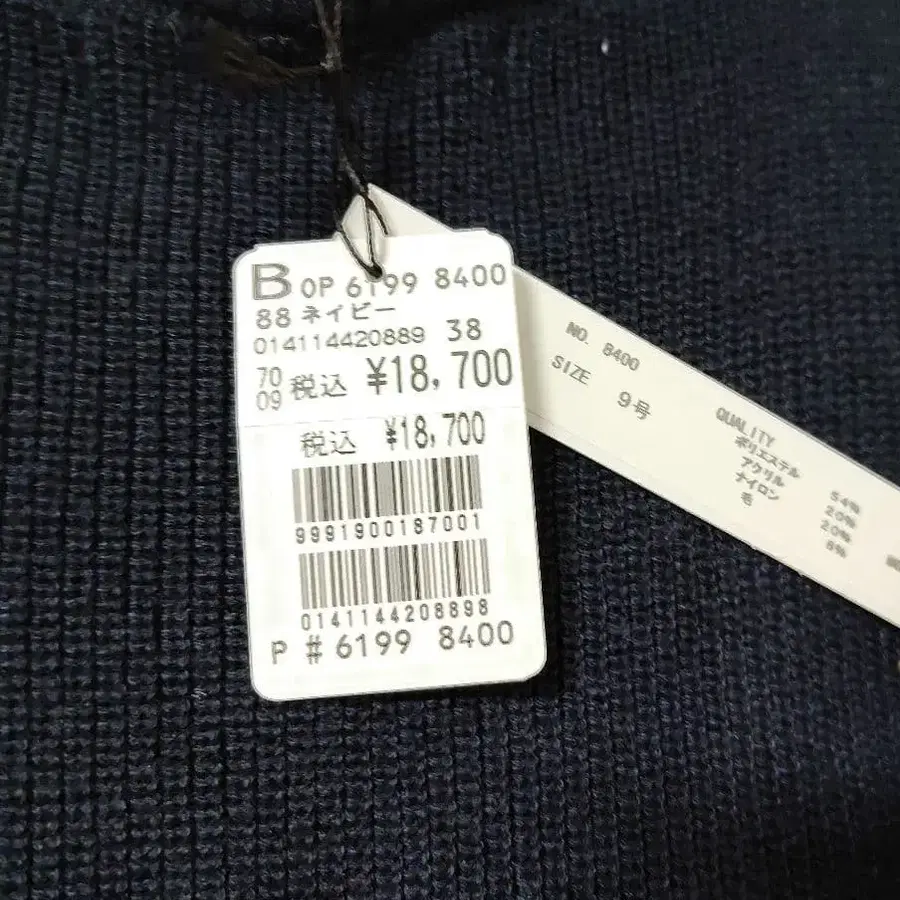 B OP 6199 8400
88 ネイビー
014114420889 38
70
09 税込 ¥18,700
税込 ¥18,700
9991900187001
0141144208898
P # 6199 8400
NO. 8400
SIZE 9号
QUALITY
ポリエステル 54%
アクリル 20%
ナイロン 20%
毛 6%